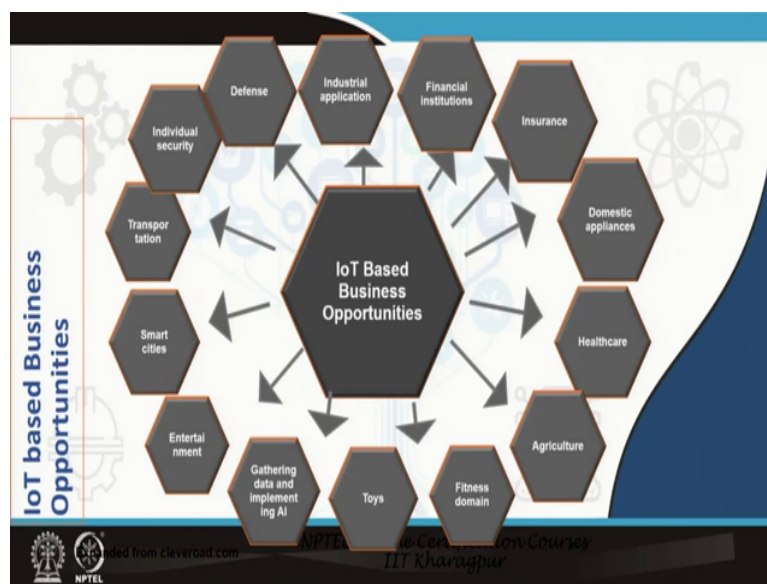 IoT based Business
Opportunities
Defense
Industrial
application
Financial
institutions
Insurance
Individual
security
Domestic
appliances
Transpor
tation
IoT Based
Business
Opportunities
Smart
cities
Healthcare
Entertai
nment
Agriculture
Gathering
data and
implement
ing AI
Toys
Fitness
domain
from cleveroad.com
NPTEL
Certification Courses
IIT Kharagpur
NPTEL